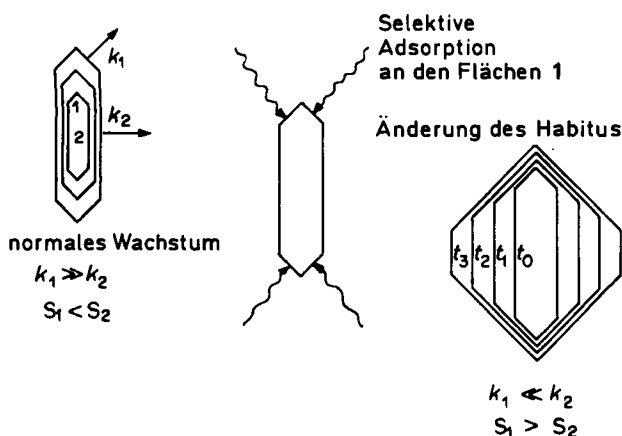 k₁
k₂
1
2
normales Wachstum
k₁ ≫ k₂
S₁ < S₂
Selektive
Adsorption
an den Flächen 1
Änderung des Habitus
t₃ t₂ t₁ t₀
k₁ ≪ k₂
S₁ > S₂